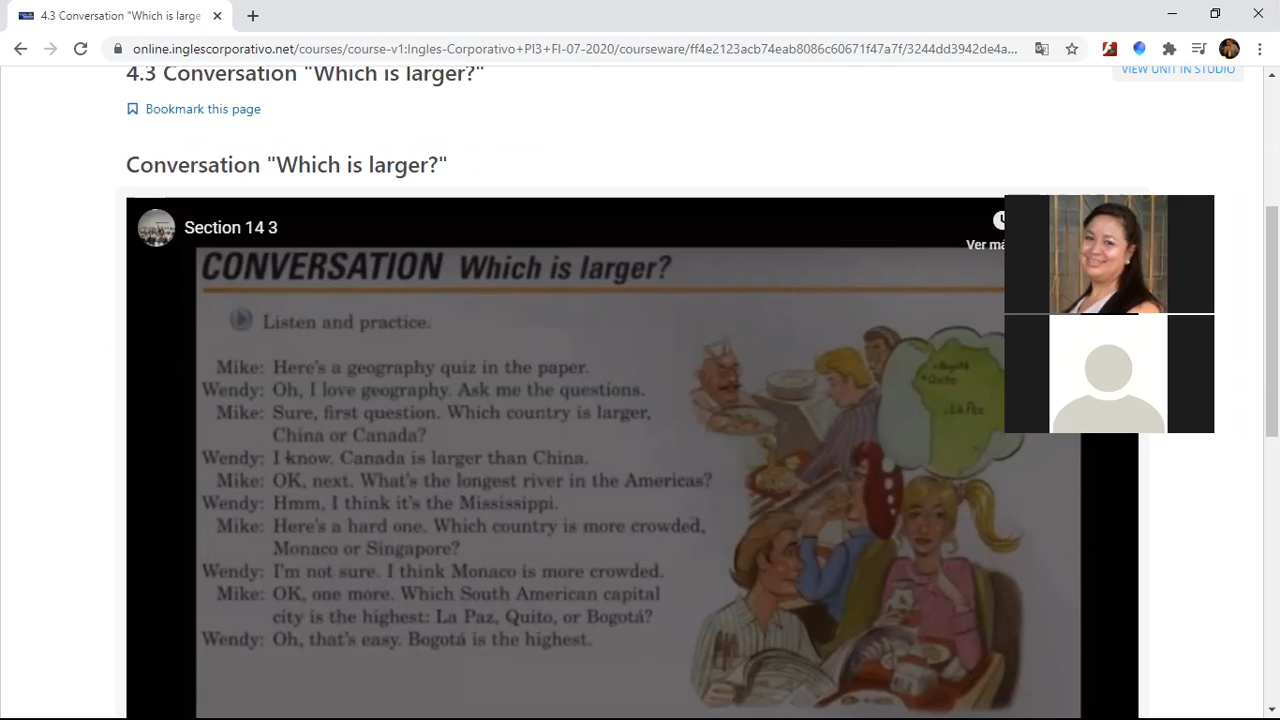 4.3 Conversation "Which is large
online.inglescorporativo.net/courses/course-v1:Ingles-Corporativo+PI3+FI-07-2020/courseware/ff4e2123acb74eab808c60671f47a7f/3244dd3942de4a...
4.3 Conversation "Which is larger?"
VIEW UNIT IN STUDIO
Bookmark this page
Conversation "Which is larger?"
Section 14 3
Ver má
CONVERSATION Which is larger?
Listen and practice.
Mike: Here's a geography quiz in the paper.
Wendy: Oh, I love geography. Ask me the questions.
Mike: Sure, first question. Which country is larger,
China or Canada?
Wendy: I know. Canada is larger than China.
Mike: OK, next. What's the longest river in the Americas?
Wendy: Hmm, I think it's the Mississippi.
Mike: Here's a hard one. Which country is more crowded,
Monaco or Singapore?
Wendy: I'm not sure. I think Monaco is more crowded.
Mike: OK, one more. Which South American capital
city is the highest: La Paz, Quito, or Bogotá?
Wendy: Oh, that's easy. Bogotá is the highest.
Bogotá
Quito
La Paz